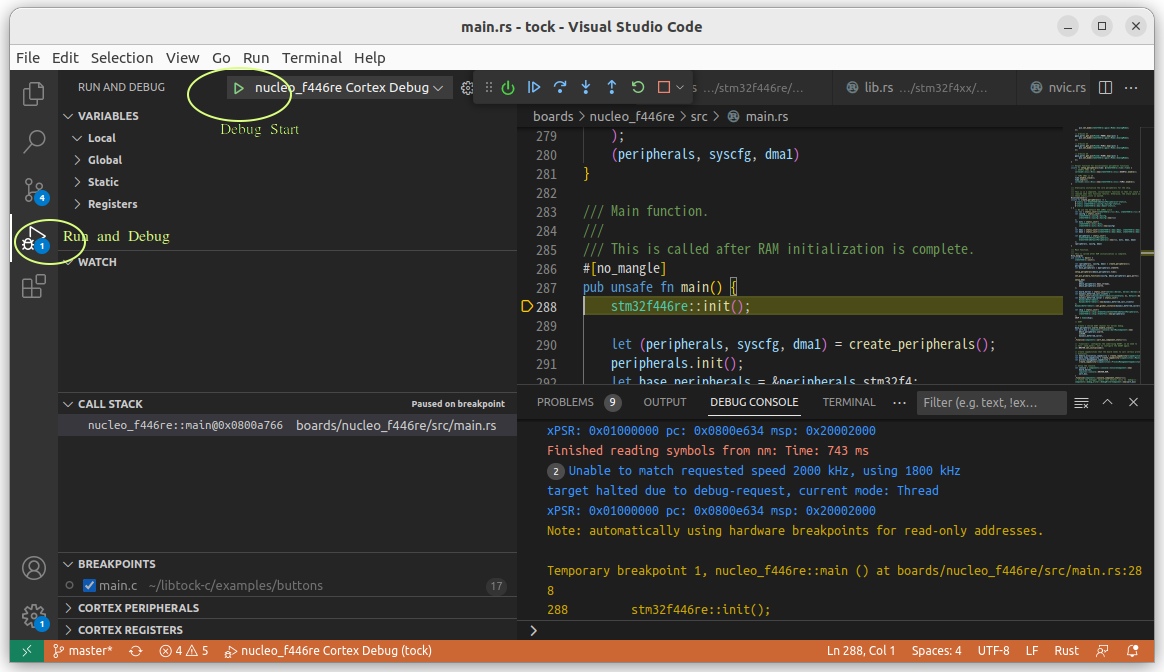 main.rs - tock - Visual Studio Code
File Edit Selection View Go Run Terminal Help
RUN AND DEBUG
nucleo_f446re Cortex Debug
Debug Start
s .../stm32f446re/...
lib.rs .../stm32f4xx/...
nvic.rs
VARIABLES
Local
Global
Static
Registers
4
1
Run and Debug
WATCH
CALL STACK
Paused on breakpoint
nucleo_f446re::main@0x0800a766 boards/nucleo_f446re/src/main.rs
BREAKPOINTS
main.c ~/libtock-c/examples/buttons 17
CORTEX PERIPHERALS
CORTEX REGISTERS
1
boards > nucleo_f446re > src > main.rs
279 );
280 (peripherals, syscfg, dma1)
281 }
282
283 /// Main function.
284 ///
285 /// This is called after RAM initialization is complete.
286 #[no_mangle]
287 pub unsafe fn main() {
288 stm32f446re::init();
289
290 let (peripherals, syscfg, dma1) = create_peripherals();
291 peripherals.init();
292 let base_peripherals = &peripherals.stm32f4;
PROBLEMS 9 OUTPUT DEBUG CONSOLE TERMINAL ... Filter (e.g. text, !ex...
xPSR: 0x01000000 pc: 0x0800e634 msp: 0x20002000
Finished reading symbols from nm: Time: 743 ms
2 Unable to match requested speed 2000 kHz, using 1800 kHz
target halted due to debug-request, current mode: Thread
xPSR: 0x01000000 pc: 0x0800e634 msp: 0x20002000
Note: automatically using hardware breakpoints for read-only addresses.
Temporary breakpoint 1, nucleo_f446re::main () at boards/nucleo_f446re/src/main.rs:28
8
288 stm32f446re::init();
>
master* 4 5 nucleo_f446re Cortex Debug (tock) Ln 288, Col 1 Spaces: 4 UTF-8 LF Rust